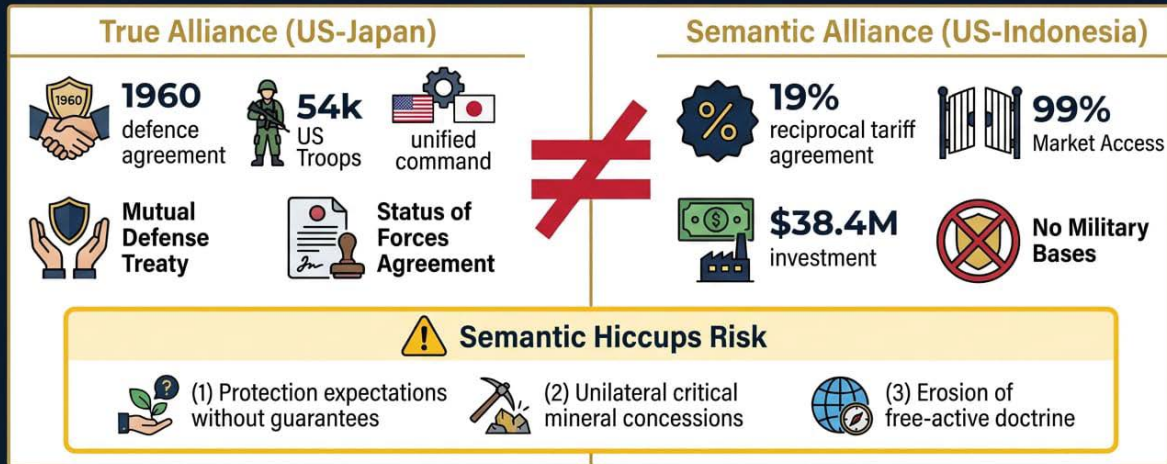 True Alliance (US-Japan)
1960
1960
defence
agreement
54k
US
Troops
unified
command
Mutual
Defense
Treaty
Status of
Forces
Agreement
Semantic Alliance (US-Indonesia)
%
19%
reciprocal tariff
agreement
99%
Market Access
$
$38.4M
investment
No Military
Bases
Semantic Hiccups Risk
(1) Protection expectations
without guarantees
(2) Unilateral critical
mineral concessions
(3) Erosion of
free-active doctrine